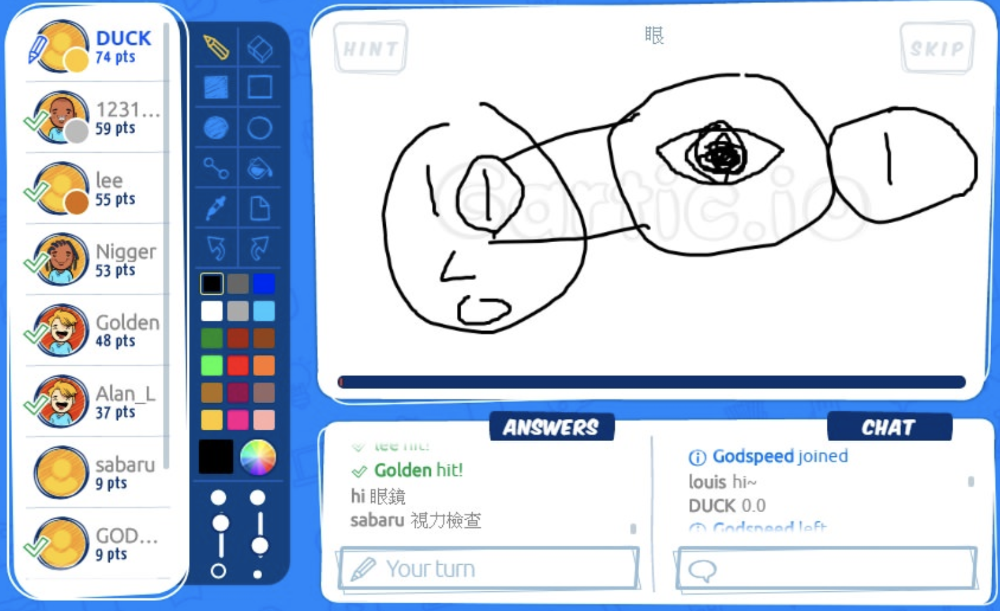 DUCK
74 pts
1231...
59 pts
lee
55 pts
Nigger
53 pts
Golden
48 pts
Alan_L
37 pts
sabaru
9 pts
GOD...
9 pts
HINT
眼
SKIP
Gartic.io
ANSWERS
lee hit!
Golden hit!
hi 眼鏡
sabaru 視力檢查
Your turn
CHAT
Godspeed joined
louis hi~
DUCK 0.0
Godspeed left